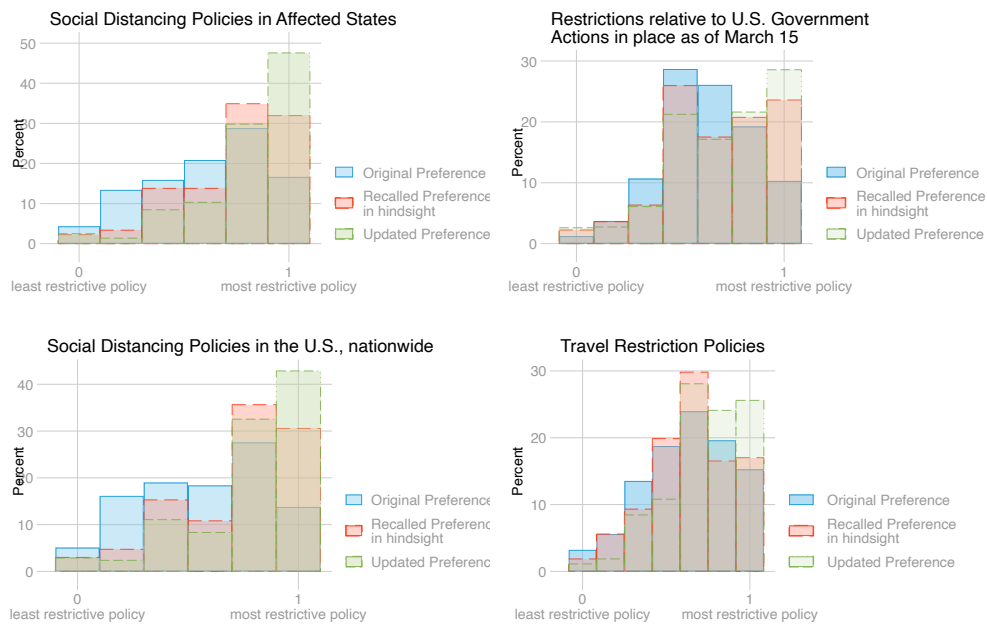 Social Distancing Policies in Affected States
50
40
30
20
10
0
Percent
0
1
least restrictive policy
most restrictive policy
Original Preference
Recalled Preference
in hindsight
Updated Preference
Restrictions relative to U.S. Government
Actions in place as of March 15
30
20
10
0
Percent
0
1
least restrictive policy
most restrictive policy
Original Preference
Recalled Preference
in hindsight
Updated Preference
Social Distancing Policies in the U.S., nationwide
40
30
20
10
0
Percent
0
1
least restrictive policy
most restrictive policy
Original Preference
Recalled Preference
in hindsight
Updated Preference
Travel Restriction Policies
30
20
10
0
Percent
0
1
least restrictive policy
most restrictive policy
Original Preference
Recalled Preference
in hindsight
Updated Preference